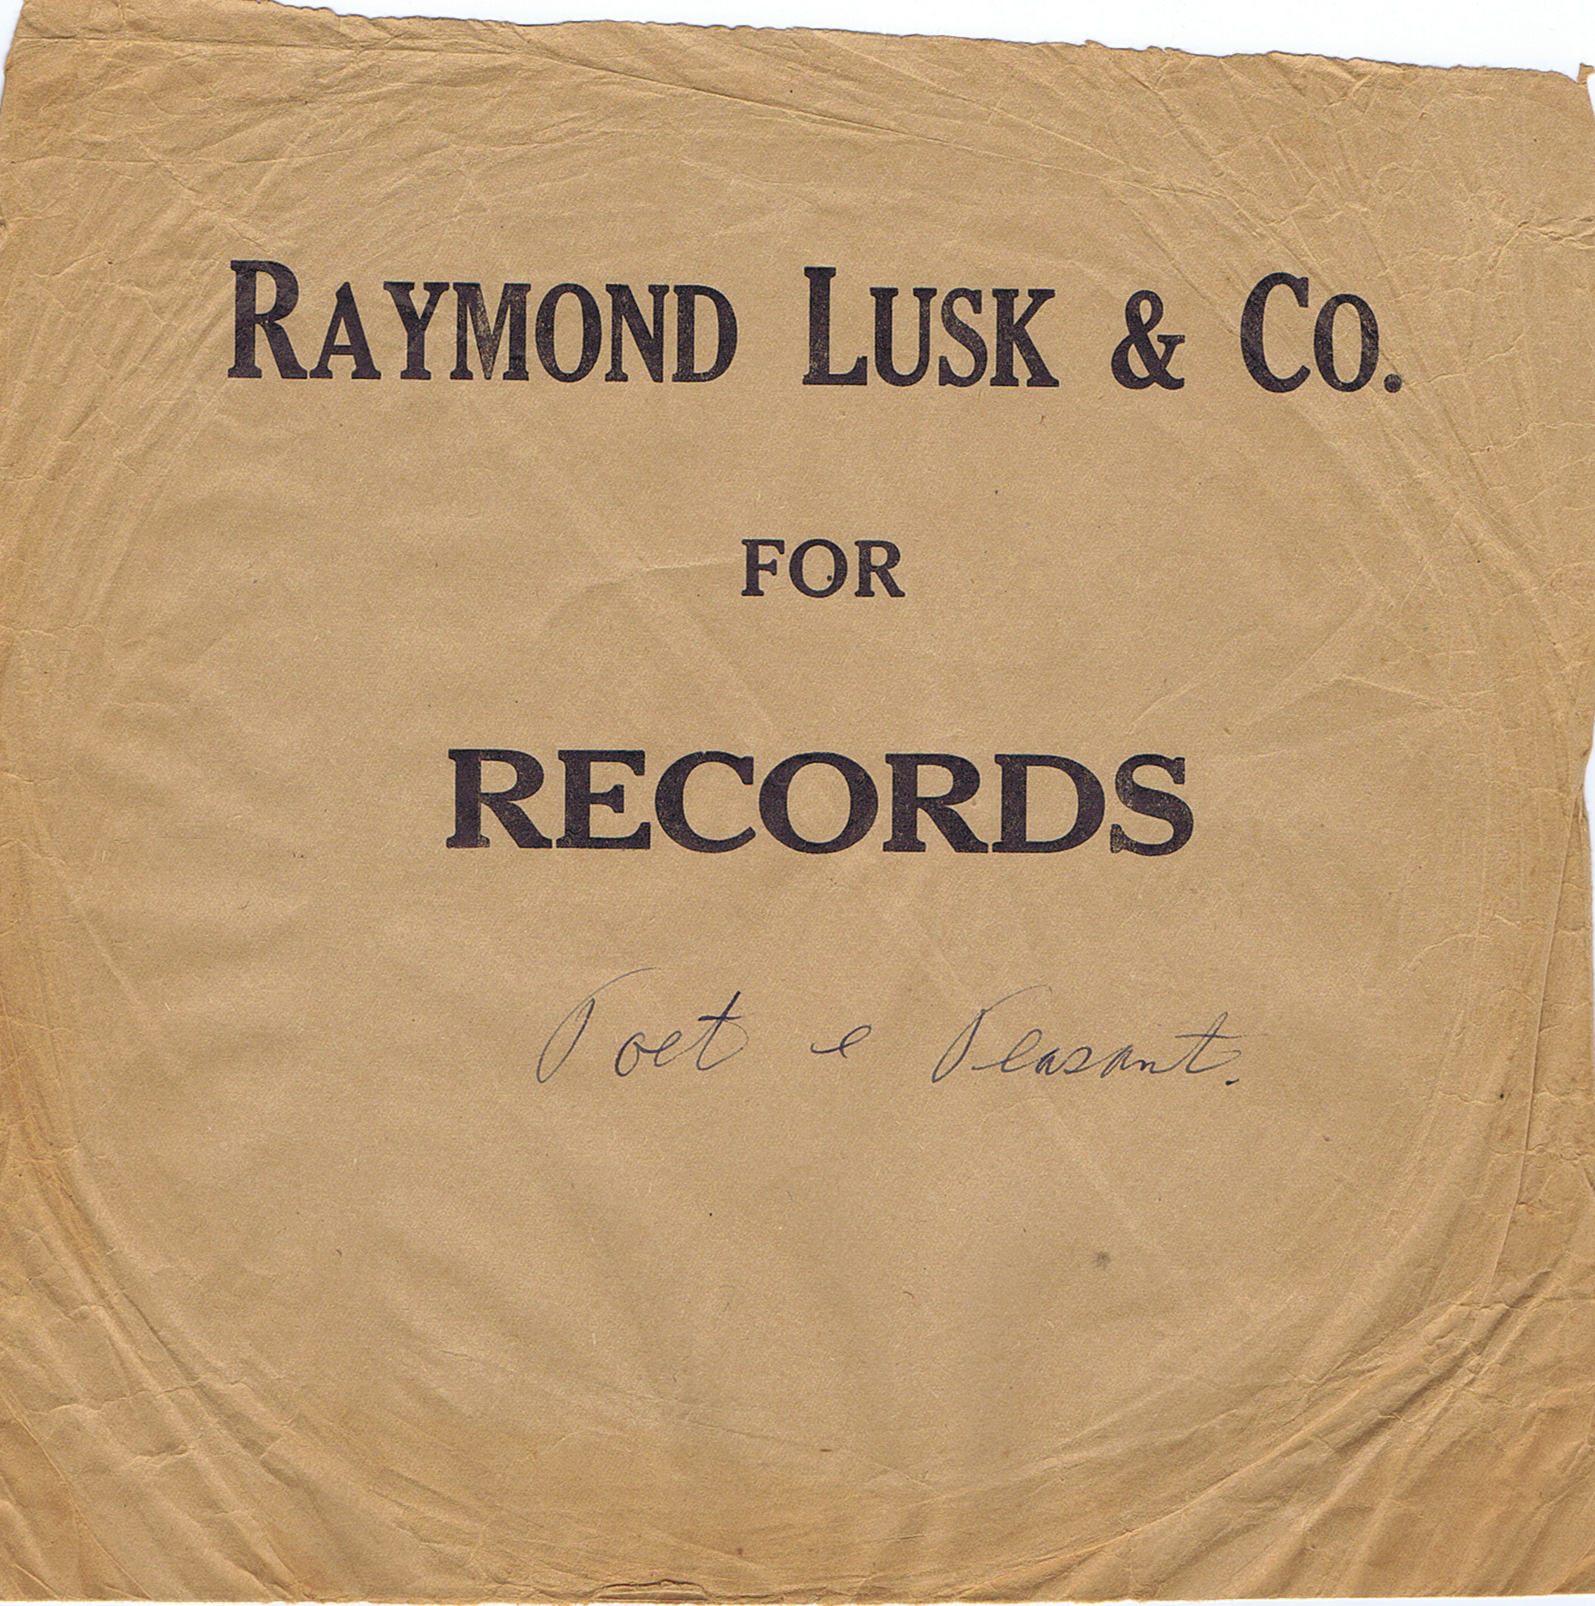 RAYMOND LUSK & CO.
FOR
RECORDS
Poet e Peasant.